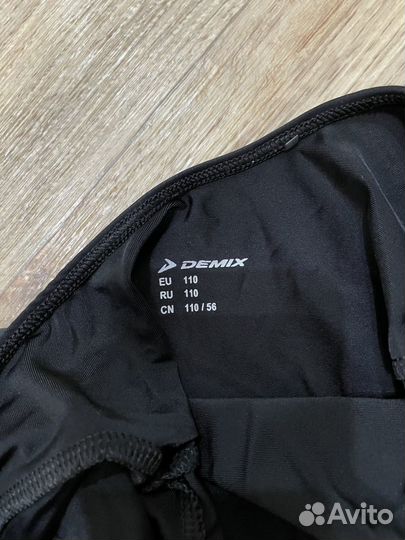 DEMIX
EU 110
RU 110
CN 110 / 56
Avito